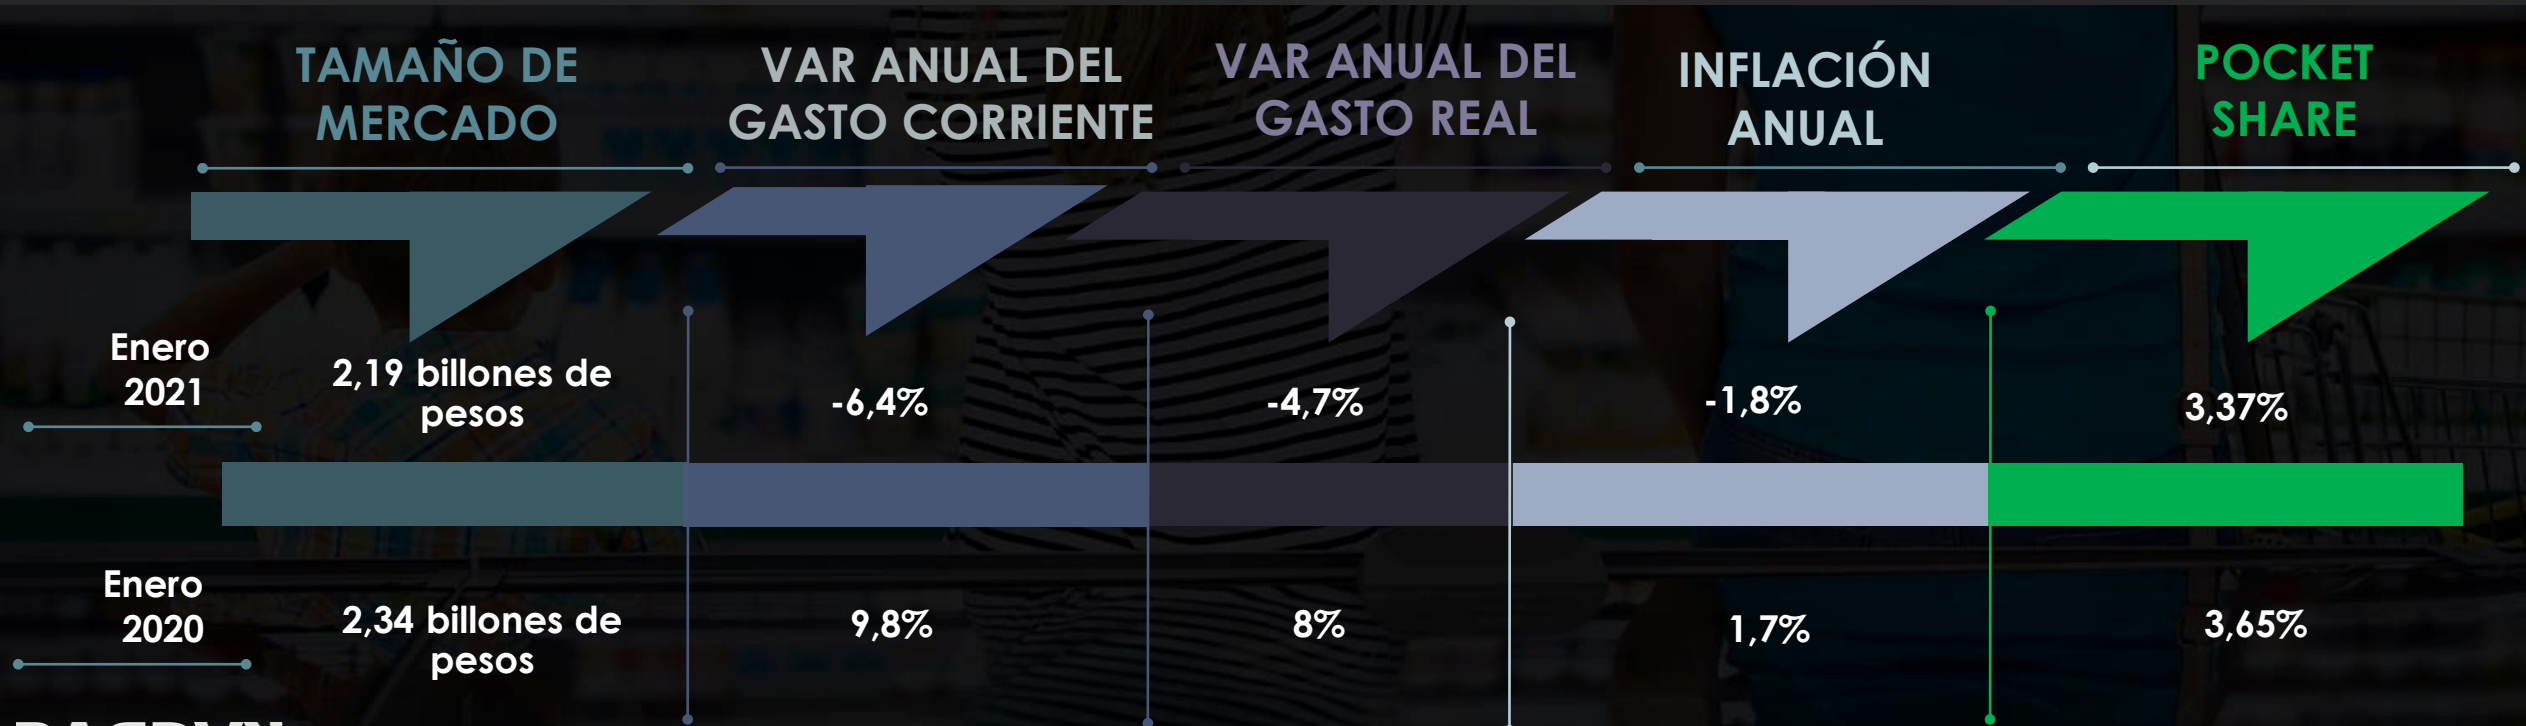 TAMAÑO DE
MERCADO
VAR ANUAL DEL
GASTO CORRIENTE
VAR ANUAL DEL
GASTO REAL
INFLACIÓN
ANUAL
POCKET
SHARE
Enero
2021
2,19 billones de
pesos
-6,4%
-4,7%
-1,8%
3,37%
Enero
2020
2,34 billones de
pesos
9,8%
8%
1,7%
3,65%